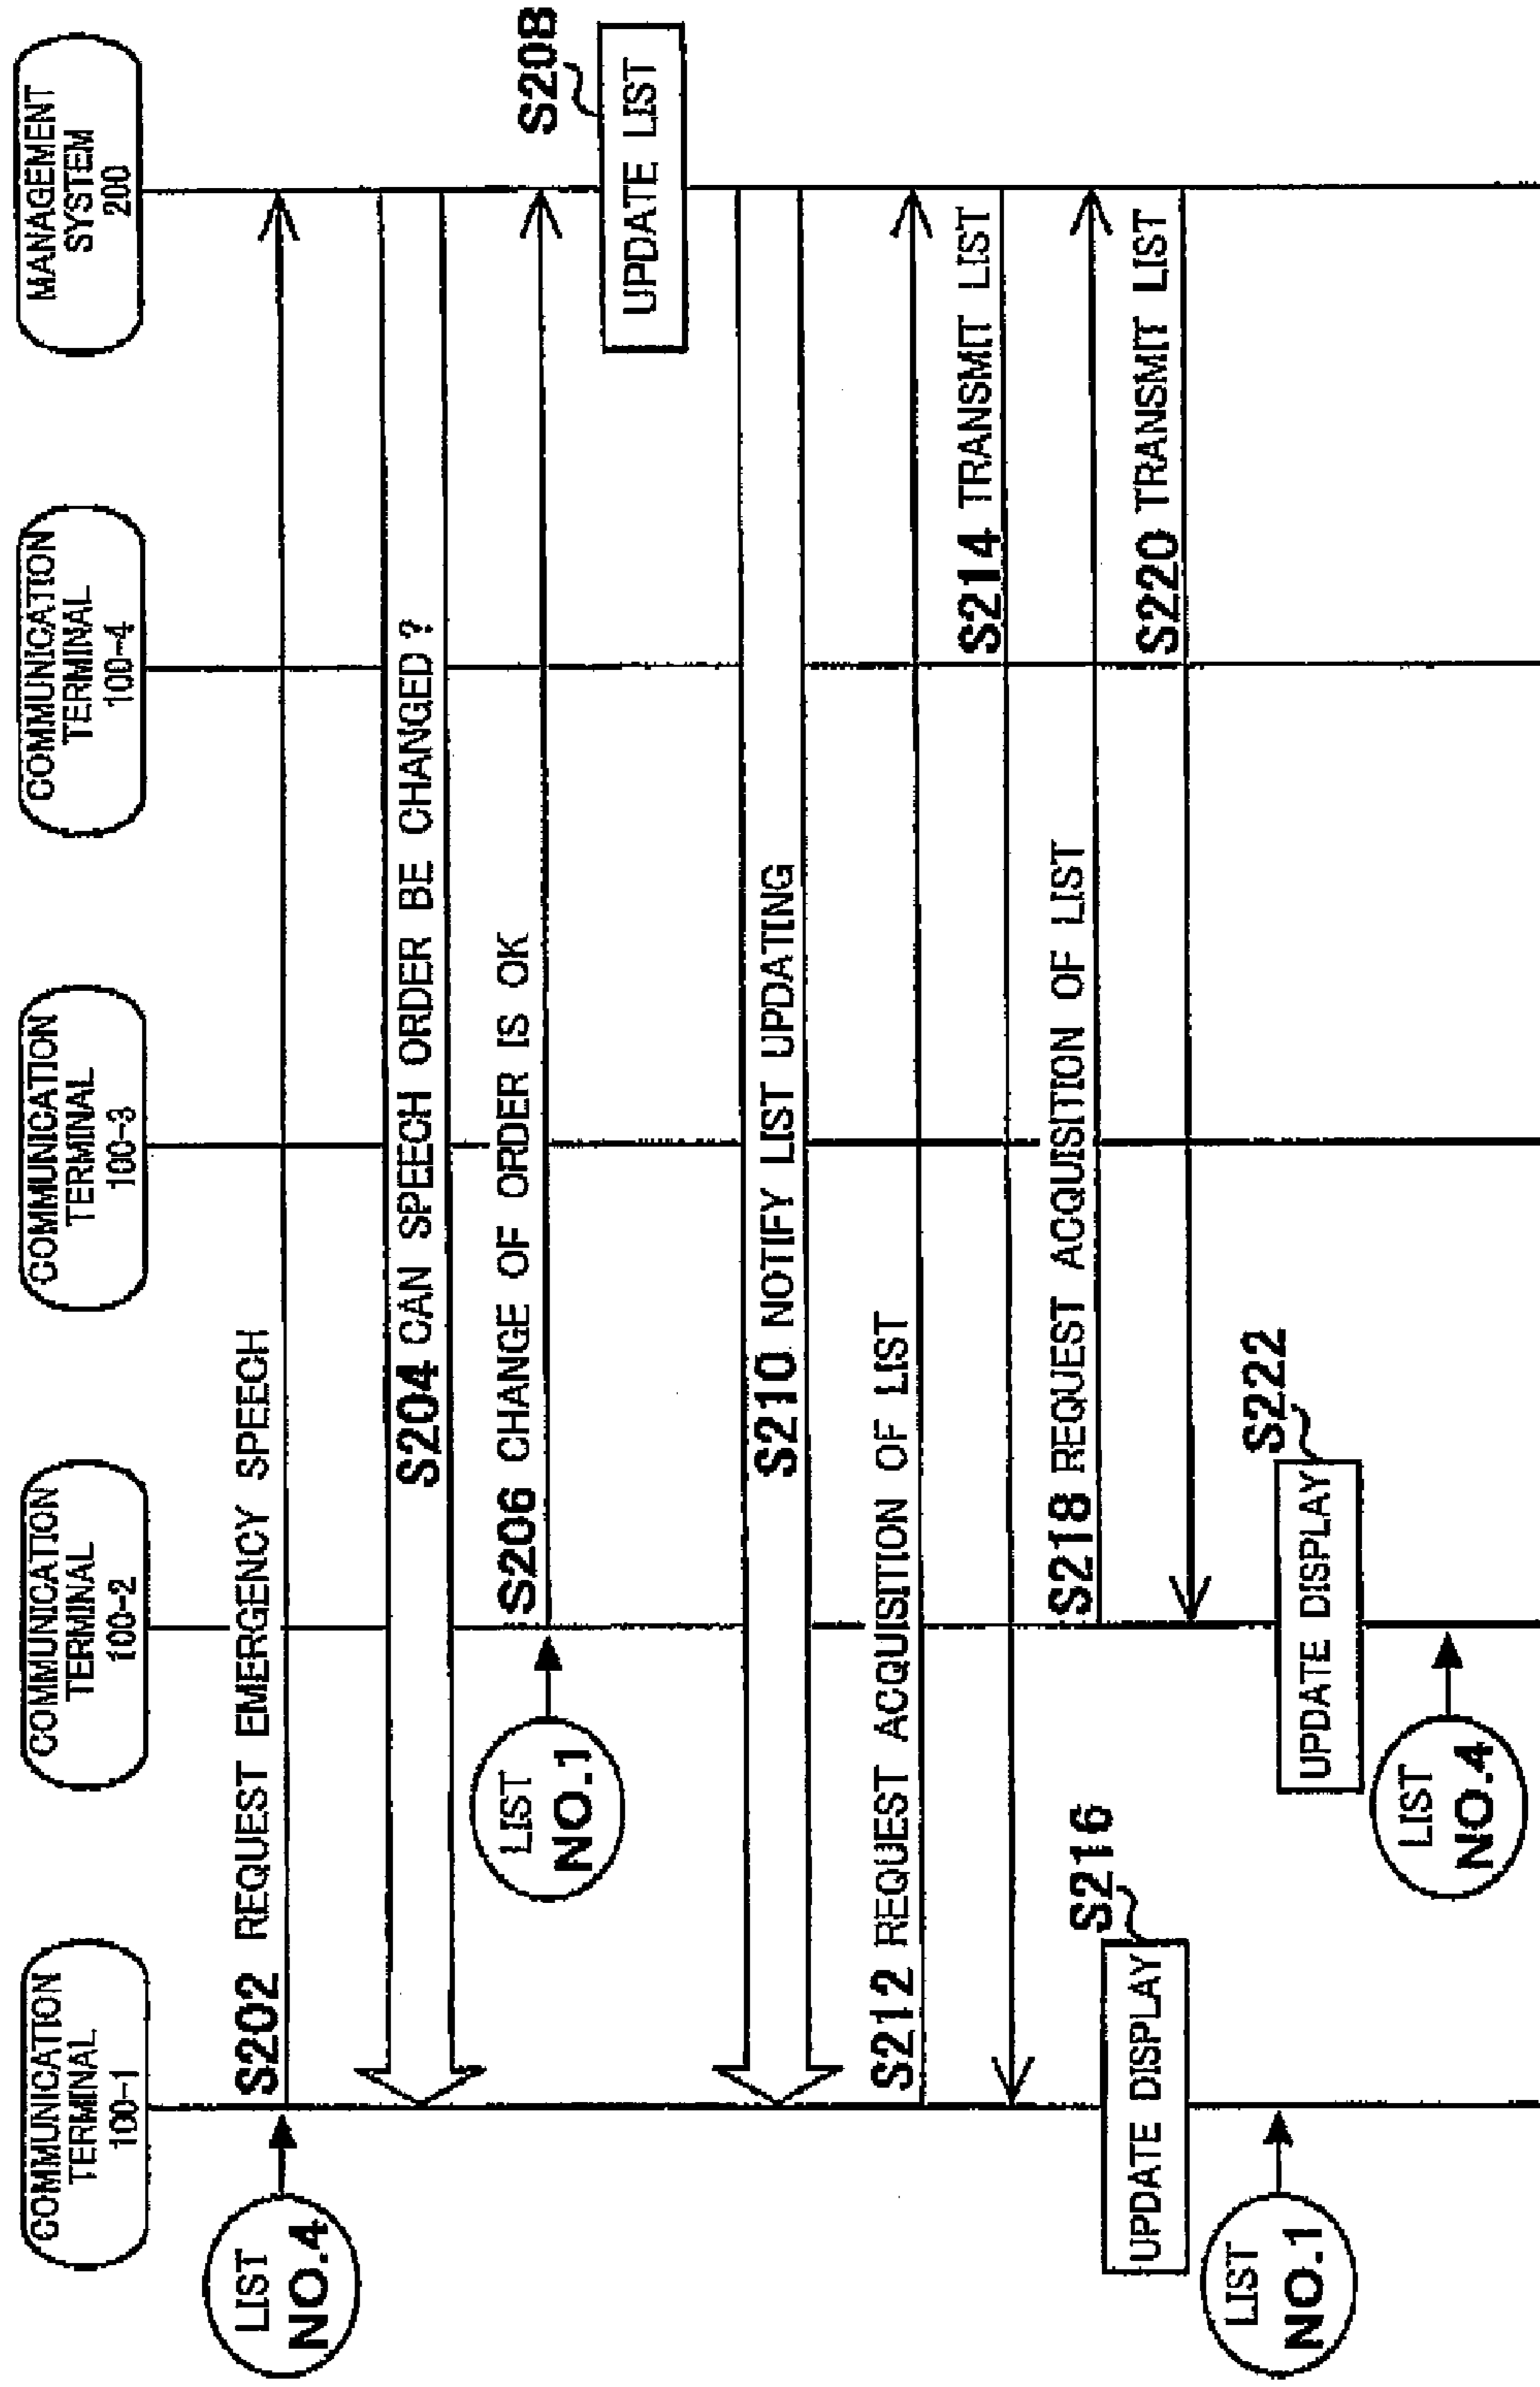 COMMUNICATION
TERMINAL
100-1
COMMUNICATION
TERMINAL
100-2
COMMUNICATION
TERMINAL
100-3
COMMUNICATION
TERMINAL
100-4
MANAGEMENT
SYSTEM
200
LIST
NO.4
S202 REQUEST EMERGENCY SPEECH
S204 CAN SPEECH ORDER BE CHANGED?
LIST
NO.1
S206 CHANGE OF ORDER IS OK
S208
UPDATE LIST
S210 NOTIFY LIST UPDATING
S212 REQUEST ACQUISITION OF LIST
S214 TRANSMIT LIST
S216
UPDATE DISPLAY
S218 REQUEST ACQUISITION OF LIST
S220 TRANSMIT LIST
LIST
NO.1
S222
UPDATE DISPLAY
LIST
NO.4